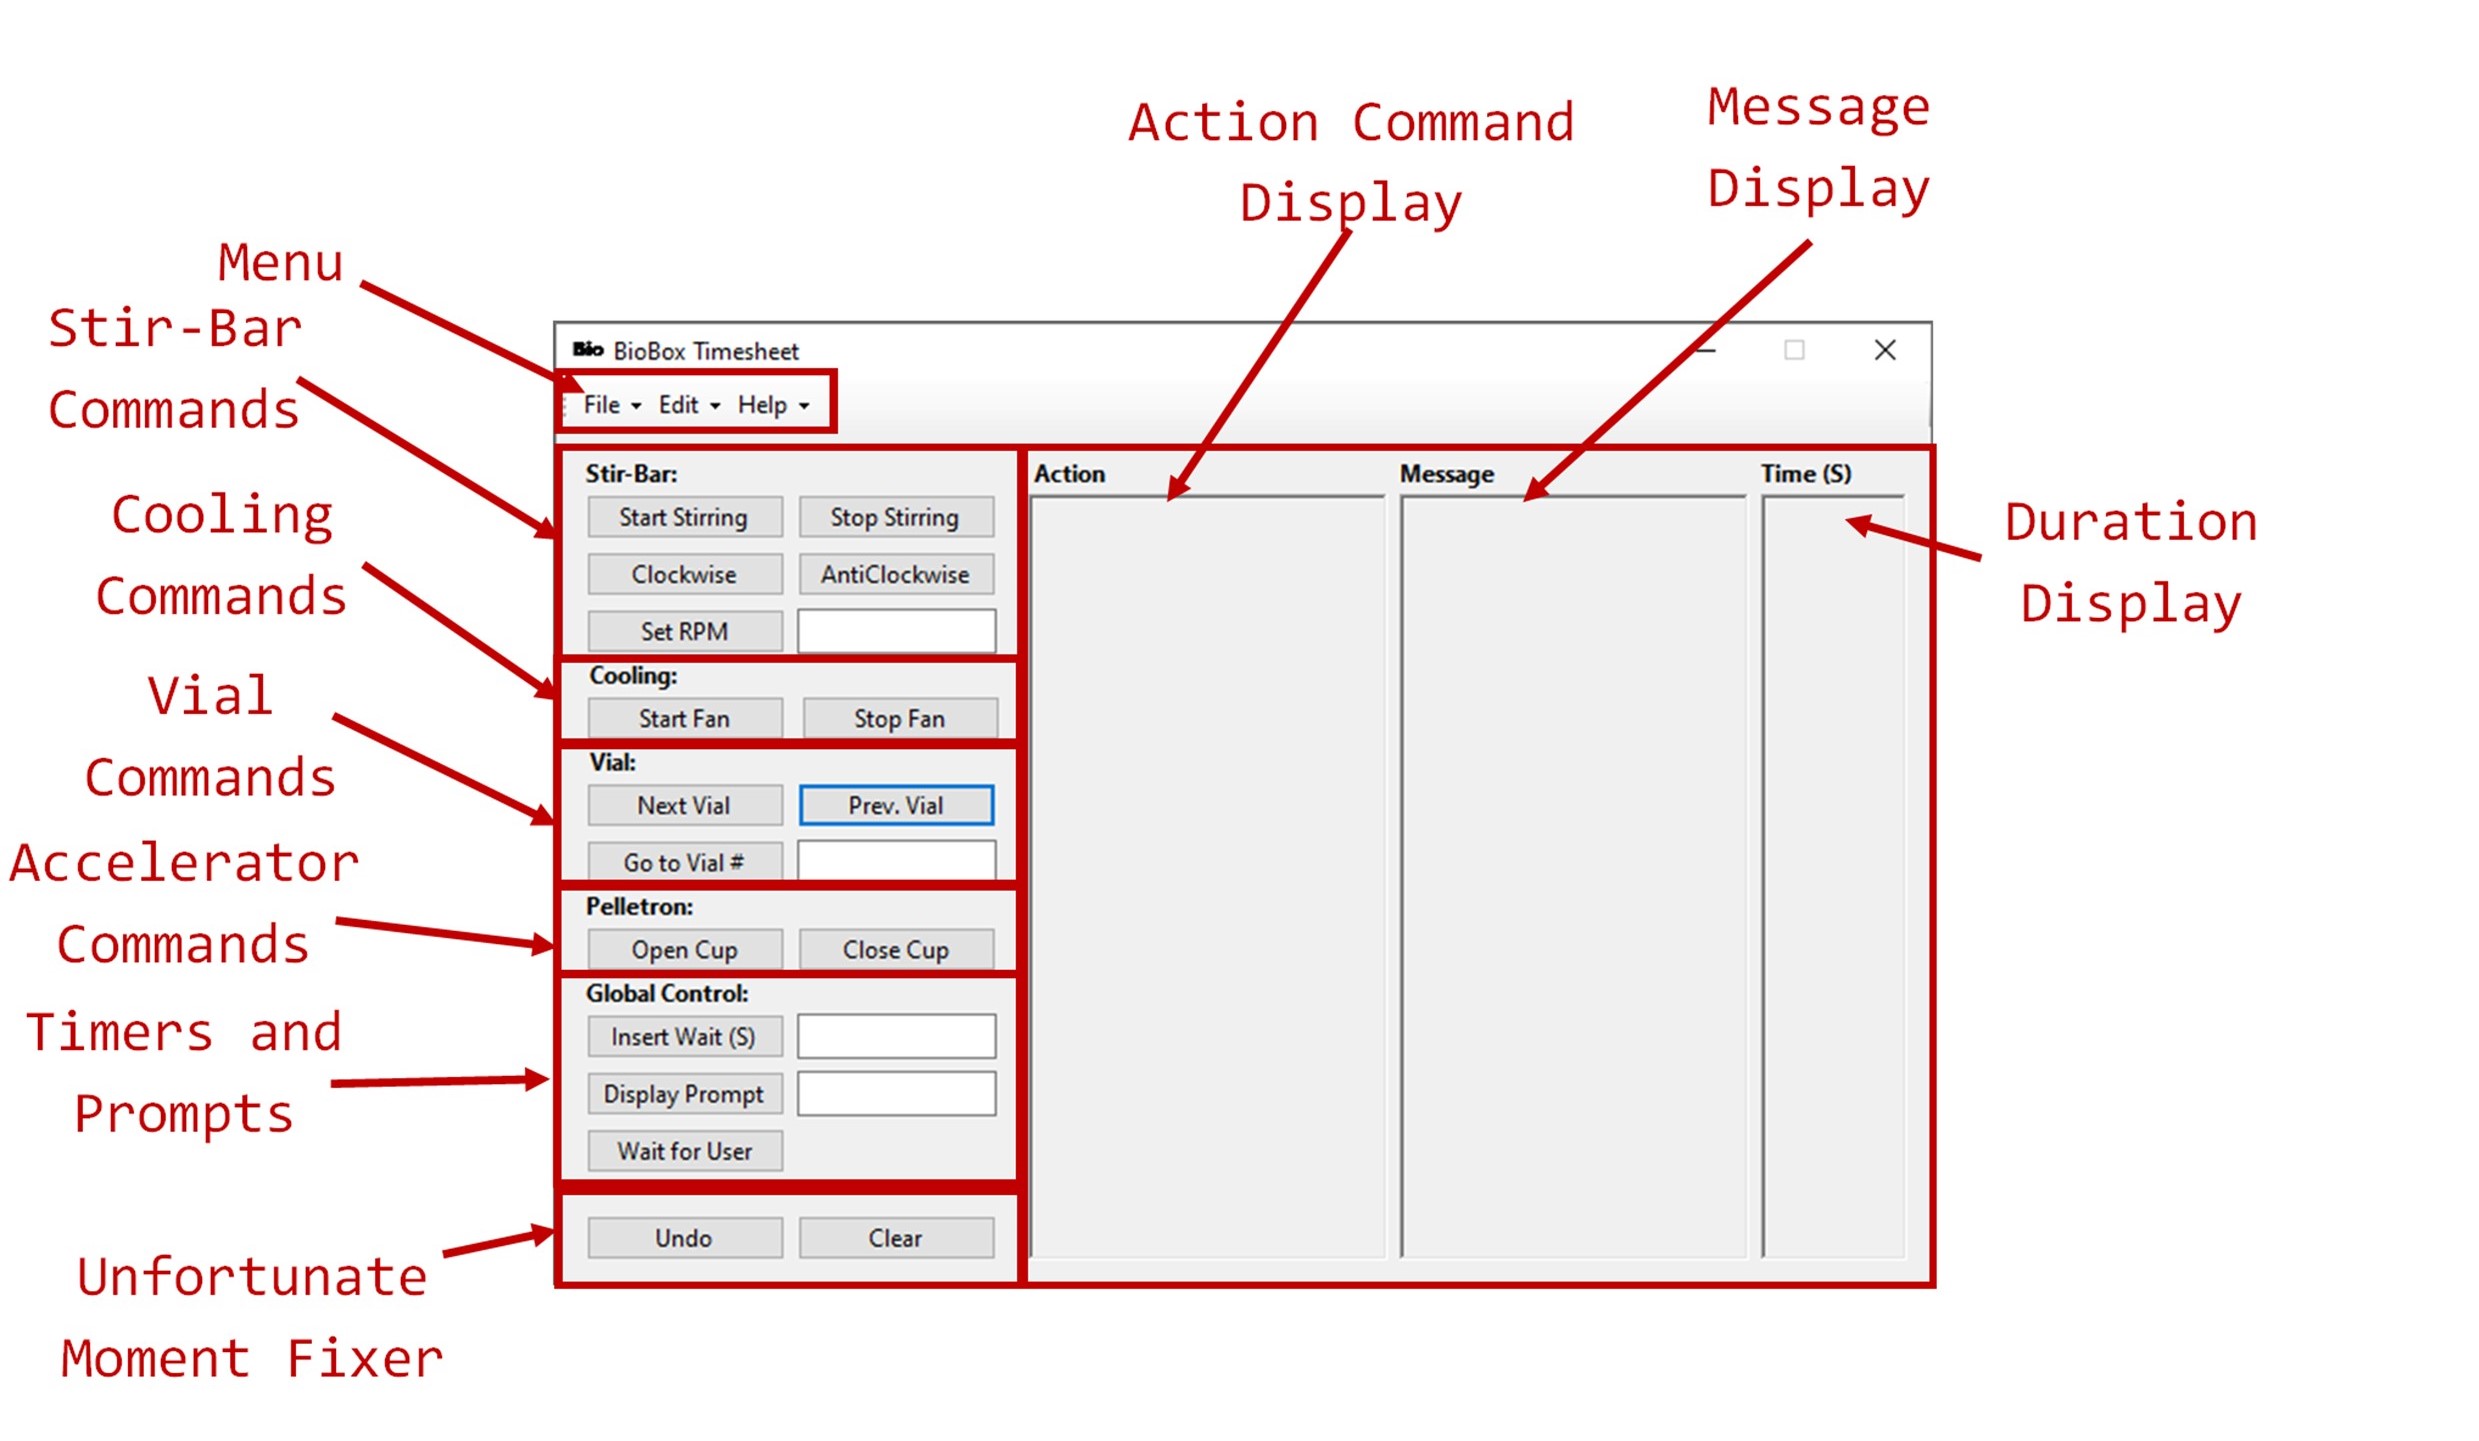 Action Command
Display
Message
Display
Menu
Stir-Bar
Commands
Cooling
Commands
Vial
Commands
Accelerator
Commands
Timers and
Prompts
Unfortunate
Moment Fixer
Duration
Display
Bio BioBox Timesheet
File Edit Help
Stir-Bar:
Start Stirring Stop Stirring
Clockwise AntiClockwise
Set RPM
Cooling:
Start Fan Stop Fan
Vial:
Next Vial Prev. Vial
Go to Vial #
Pelletron:
Open Cup Close Cup
Global Control:
Insert Wait (S)
Display Prompt
Wait for User
Undo Clear
Action Message Time (S)